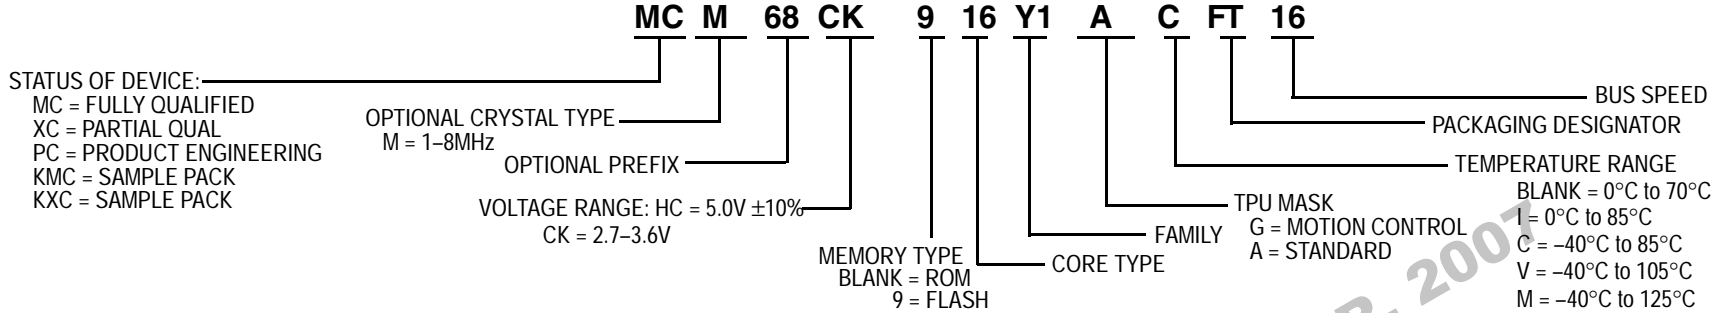 MC M 68 CK 9 16 Y1 A C FT 16
STATUS OF DEVICE:
MC = FULLY QUALIFIED
XC = PARTIAL QUAL
PC = PRODUCT ENGINEERING
KMC = SAMPLE PACK
KXC = SAMPLE PACK
OPTIONAL CRYSTAL TYPE
M = 1–8MHz
OPTIONAL PREFIX
VOLTAGE RANGE: HC = 5.0V ±10%
CK = 2.7–3.6V
MEMORY TYPE
BLANK = ROM
9 = FLASH
CORE TYPE
FAMILY
TPU MASK
G = MOTION CONTROL
A = STANDARD
BUS SPEED
PACKAGING DESIGNATOR
TEMPERATURE RANGE
BLANK = 0°C to 70°C
I = 0°C to 85°C
C = –40°C to 85°C
V = –40°C to 105°C
M = –40°C to 125°C
2007